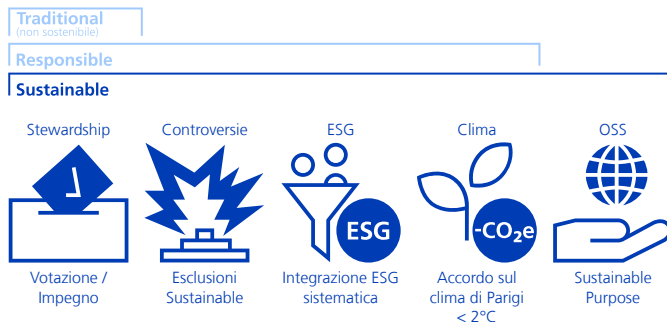 Traditional
(non sostenibile)
Responsible
Sustainable
Stewardship
Controversie
ESG
Clima
OSS
ESG
-CO₂e
Votazione /
Impegno
Esclusioni
Sustainable
Integrazione ESG
sistematica
Accordo sul
clima di Parigi
< 2°C
Sustainable
Purpose